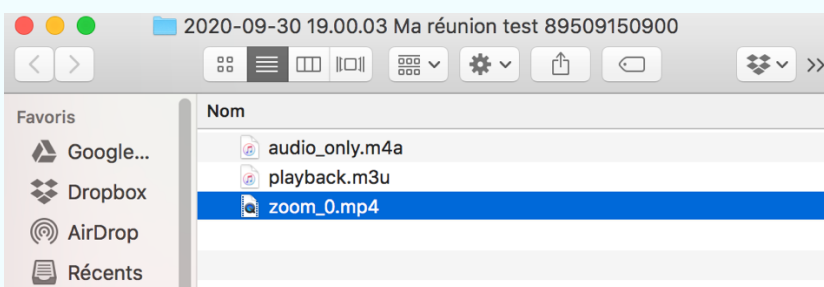 2020-09-30 19.00.03 Ma réunion test 89509150900
Favoris
Google...
Dropbox
AirDrop
Récents
Nom
audio_only.m4a
playback.m3u
zoom_0.mp4